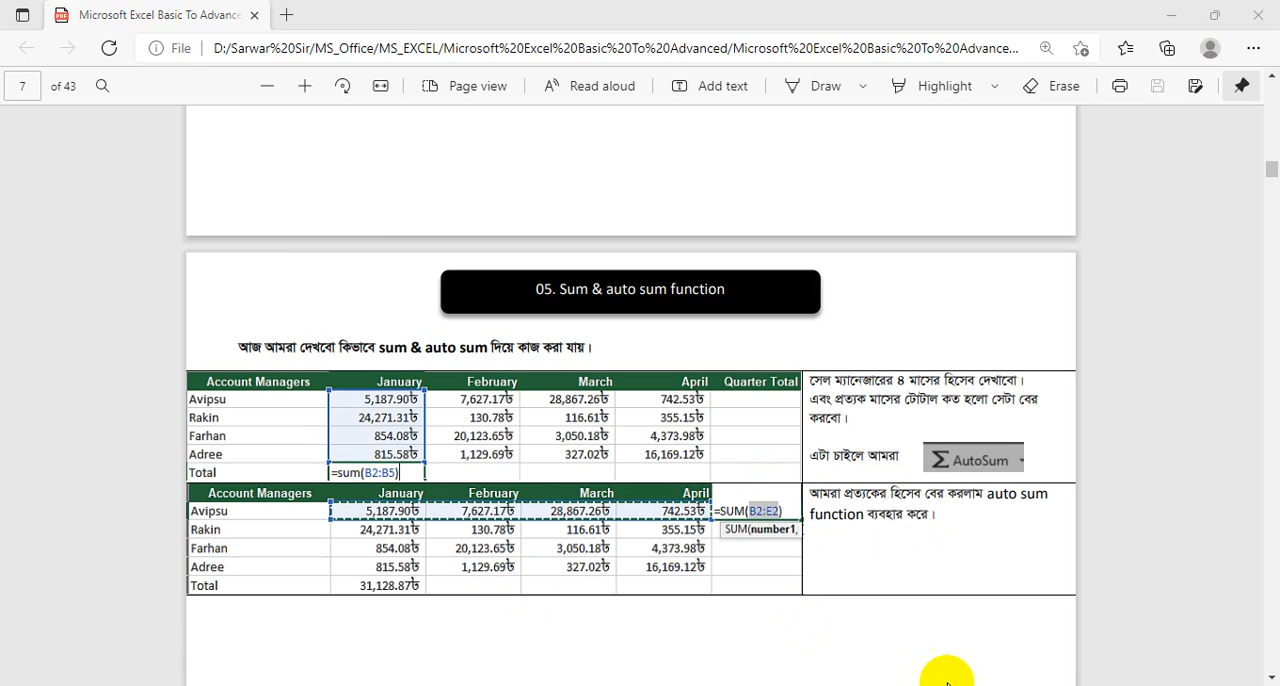 Microsoft Excel Basic To Advance
File D:/Sarwar%20Sir/MS_Office/MS_EXCEL/Microsoft%20Excel%20Basic%20To%20Advanced/Microsoft%20Excel%20Basic%20To%20Advance...
7 of 43 Page view Read aloud Add text Draw Highlight Erase
05. Sum & auto sum function
আজ আমরা দেখবো কিভাবে sum & auto sum দিয়ে কাজ করা যায়।
Account Managers January February March April Quarter Total
Avipsu 5,187.90৳ 7,627.17৳ 28,867.26৳ 742.53৳
Rakin 24,271.31৳ 130.78৳ 116.61৳ 355.15৳
Farhan 854.08৳ 20,123.65৳ 3,050.18৳ 4,373.98৳
Adree 815.58৳ 1,129.69৳ 327.02৳ 16,169.12৳
Total =sum(B2:B5)
সেল ম্যানেজারের ৪ মাসের হিসেব দেখাবো।
এবং প্রত্যক মাসের টোটাল কত হলো সেটা বের
করবো।
এটা চাইলে আমরা Σ AutoSum
Account Managers January February March April
Avipsu 5,187.90৳ 7,627.17৳ 28,867.26৳ 742.53৳ =SUM(B2:E2)
SUM(number1,
Rakin 24,271.31৳ 130.78৳ 116.61৳ 355.15৳
Farhan 854.08৳ 20,123.65৳ 3,050.18৳ 4,373.98৳
Adree 815.58৳ 1,129.69৳ 327.02৳ 16,169.12৳
Total 31,128.87৳
আমরা প্রত্যকের হিসেব বের করলাম auto sum
function ব্যবহার করে।